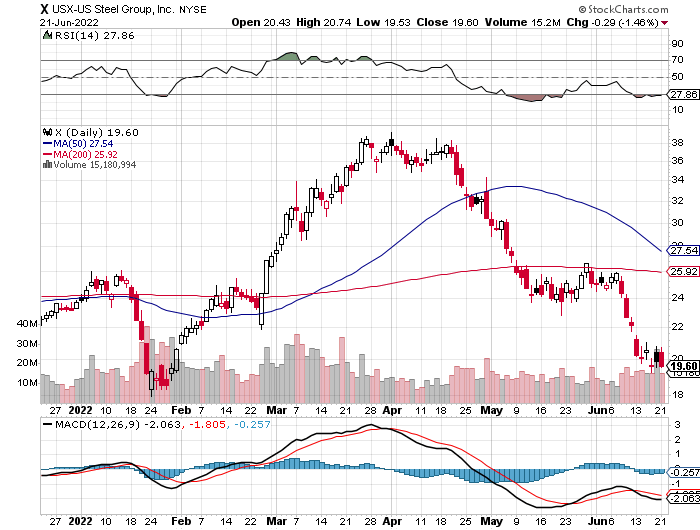 X USX-US Steel Group, Inc. NYSE © StockCharts.com
21-Jun-2022 Open 20.43 High 20.74 Low 19.53 Close 19.60 Volume 15.2M Chg -0.29 (-1.46%)
RSI(14) 27.86
90
70
50
27.86
10
X (Daily) 19.60
MA(50) 27.54
MA(200) 25.92
Volume 15,180,994
38
36
34
32
30
28
27.54
25.92
24
22
20
19.60
18
40M
30M
20M
10M
27 2022 10 18 24 Feb 7 14 22 Mar 7 14 21 28 Apr 11 18 25 May 9 16 23 Jun 6 13 21
MACD(12,26,9) -2.063, -1.805, -0.257
3
2
1
-0.257
-1
-2.063
27 2022 10 18 24 Feb 7 14 22 Mar 7 14 21 28 Apr 11 18 25 May 9 16 23 Jun 6 13 21